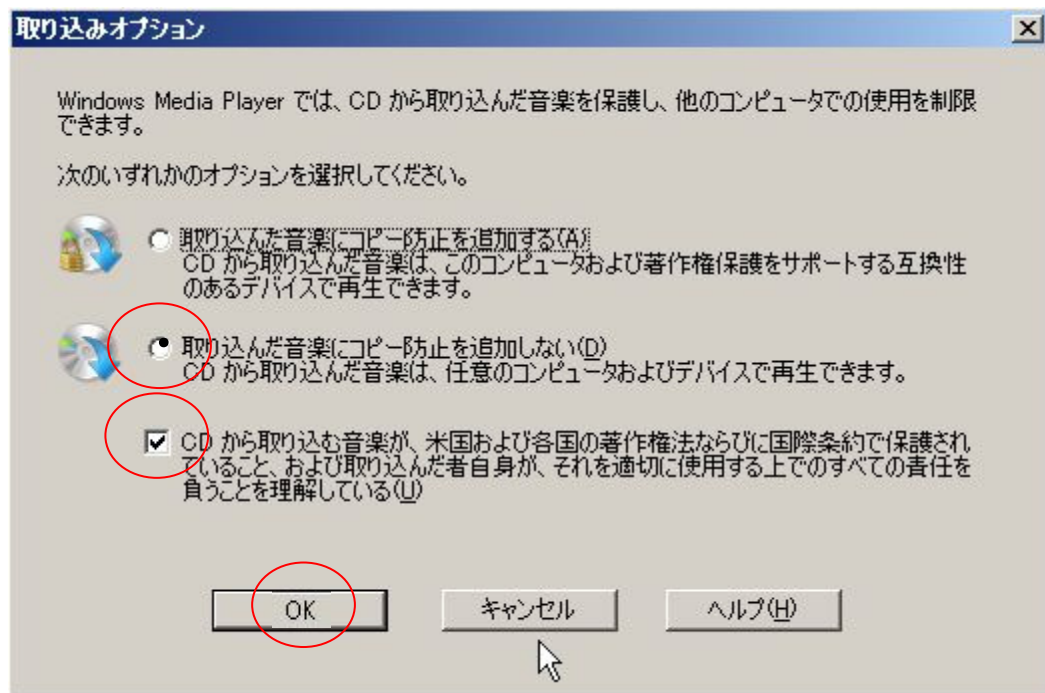 取り込みオプション
Windows Media Player では、CD から取り込んだ音楽を保護し、他のコンピュータでの使用を制限
できます。
次のいずれかのオプションを選択してください。
取り込んだ音楽にコピー防止を追加する(A)
CD から取り込んだ音楽は、このコンピュータおよび著作権保護をサポートする互換性
のあるデバイスで再生できます。
取り込んだ音楽にコピー防止を追加しない(D)
CD から取り込んだ音楽は、任意のコンピュータおよびデバイスで再生できます。
CD から取り込む音楽が、米国および各国の著作権法ならびに国際条約で保護され
ていること、および取り込んだ者自身が、それを適切に使用する上でのすべての責任を
負うことを理解している(U)
OK キャンセル ヘルプ(H)